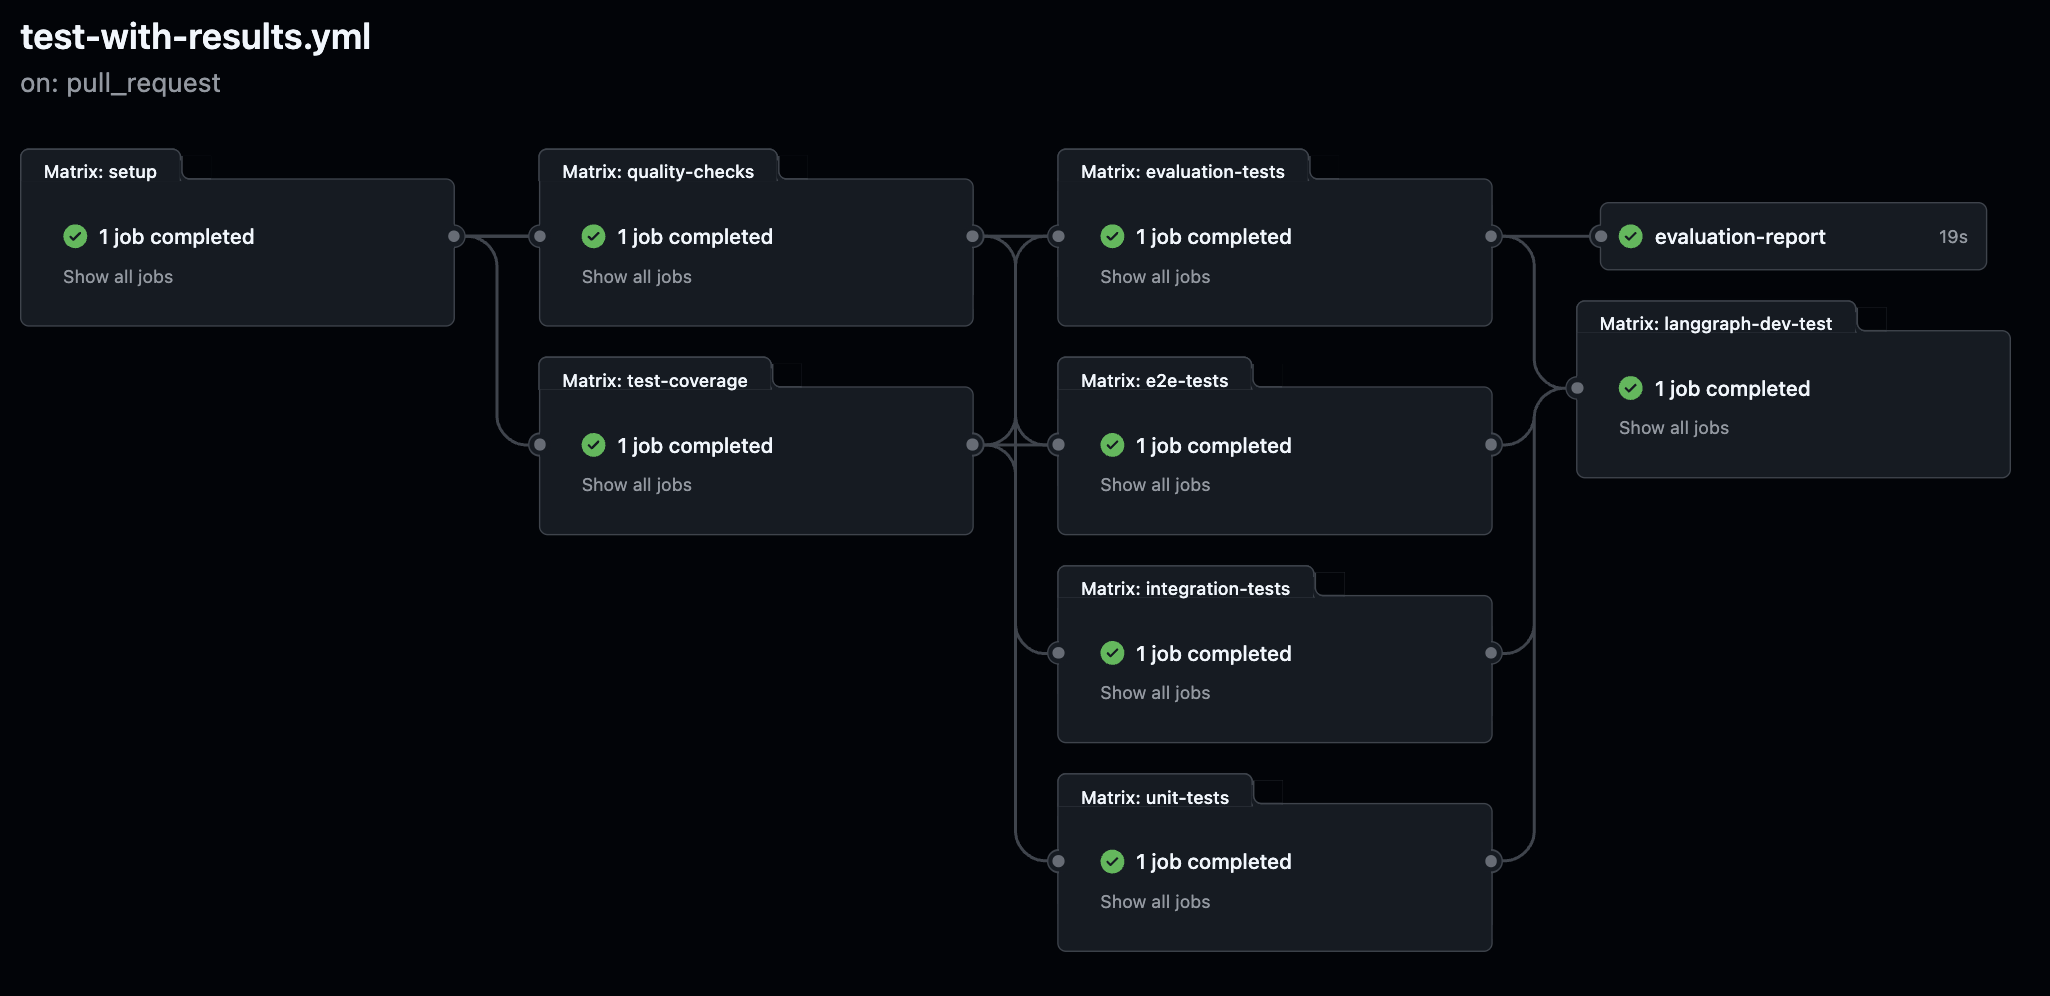 test-with-results.yml
on: pull_request
Matrix: setup
1 job completed
Show all jobs
Matrix: quality-checks
1 job completed
Show all jobs
Matrix: test-coverage
1 job completed
Show all jobs
Matrix: evaluation-tests
1 job completed
Show all jobs
Matrix: e2e-tests
1 job completed
Show all jobs
Matrix: integration-tests
1 job completed
Show all jobs
Matrix: unit-tests
1 job completed
Show all jobs
evaluation-report 19s
Matrix: langgraph-dev-test
1 job completed
Show all jobs